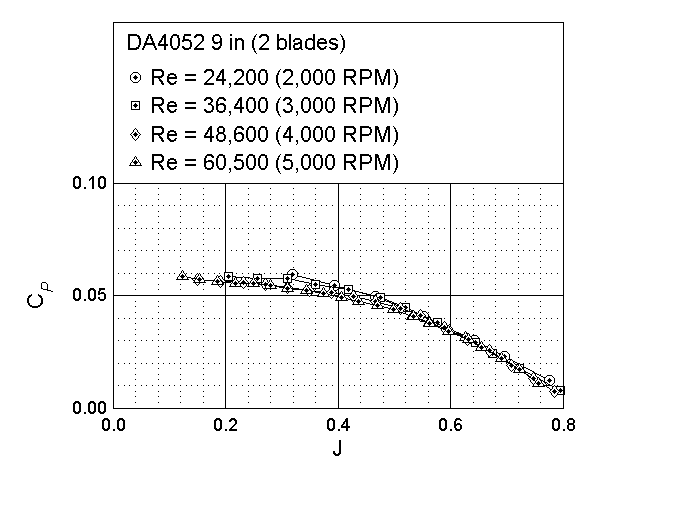 DA4052 9 in (2 blades)
Re = 24,200 (2,000 RPM)
Re = 36,400 (3,000 RPM)
Re = 48,600 (4,000 RPM)
Re = 60,500 (5,000 RPM)
0.10
0.05
0.00
C_P
0.0 0.2 0.4 0.6 0.8
J